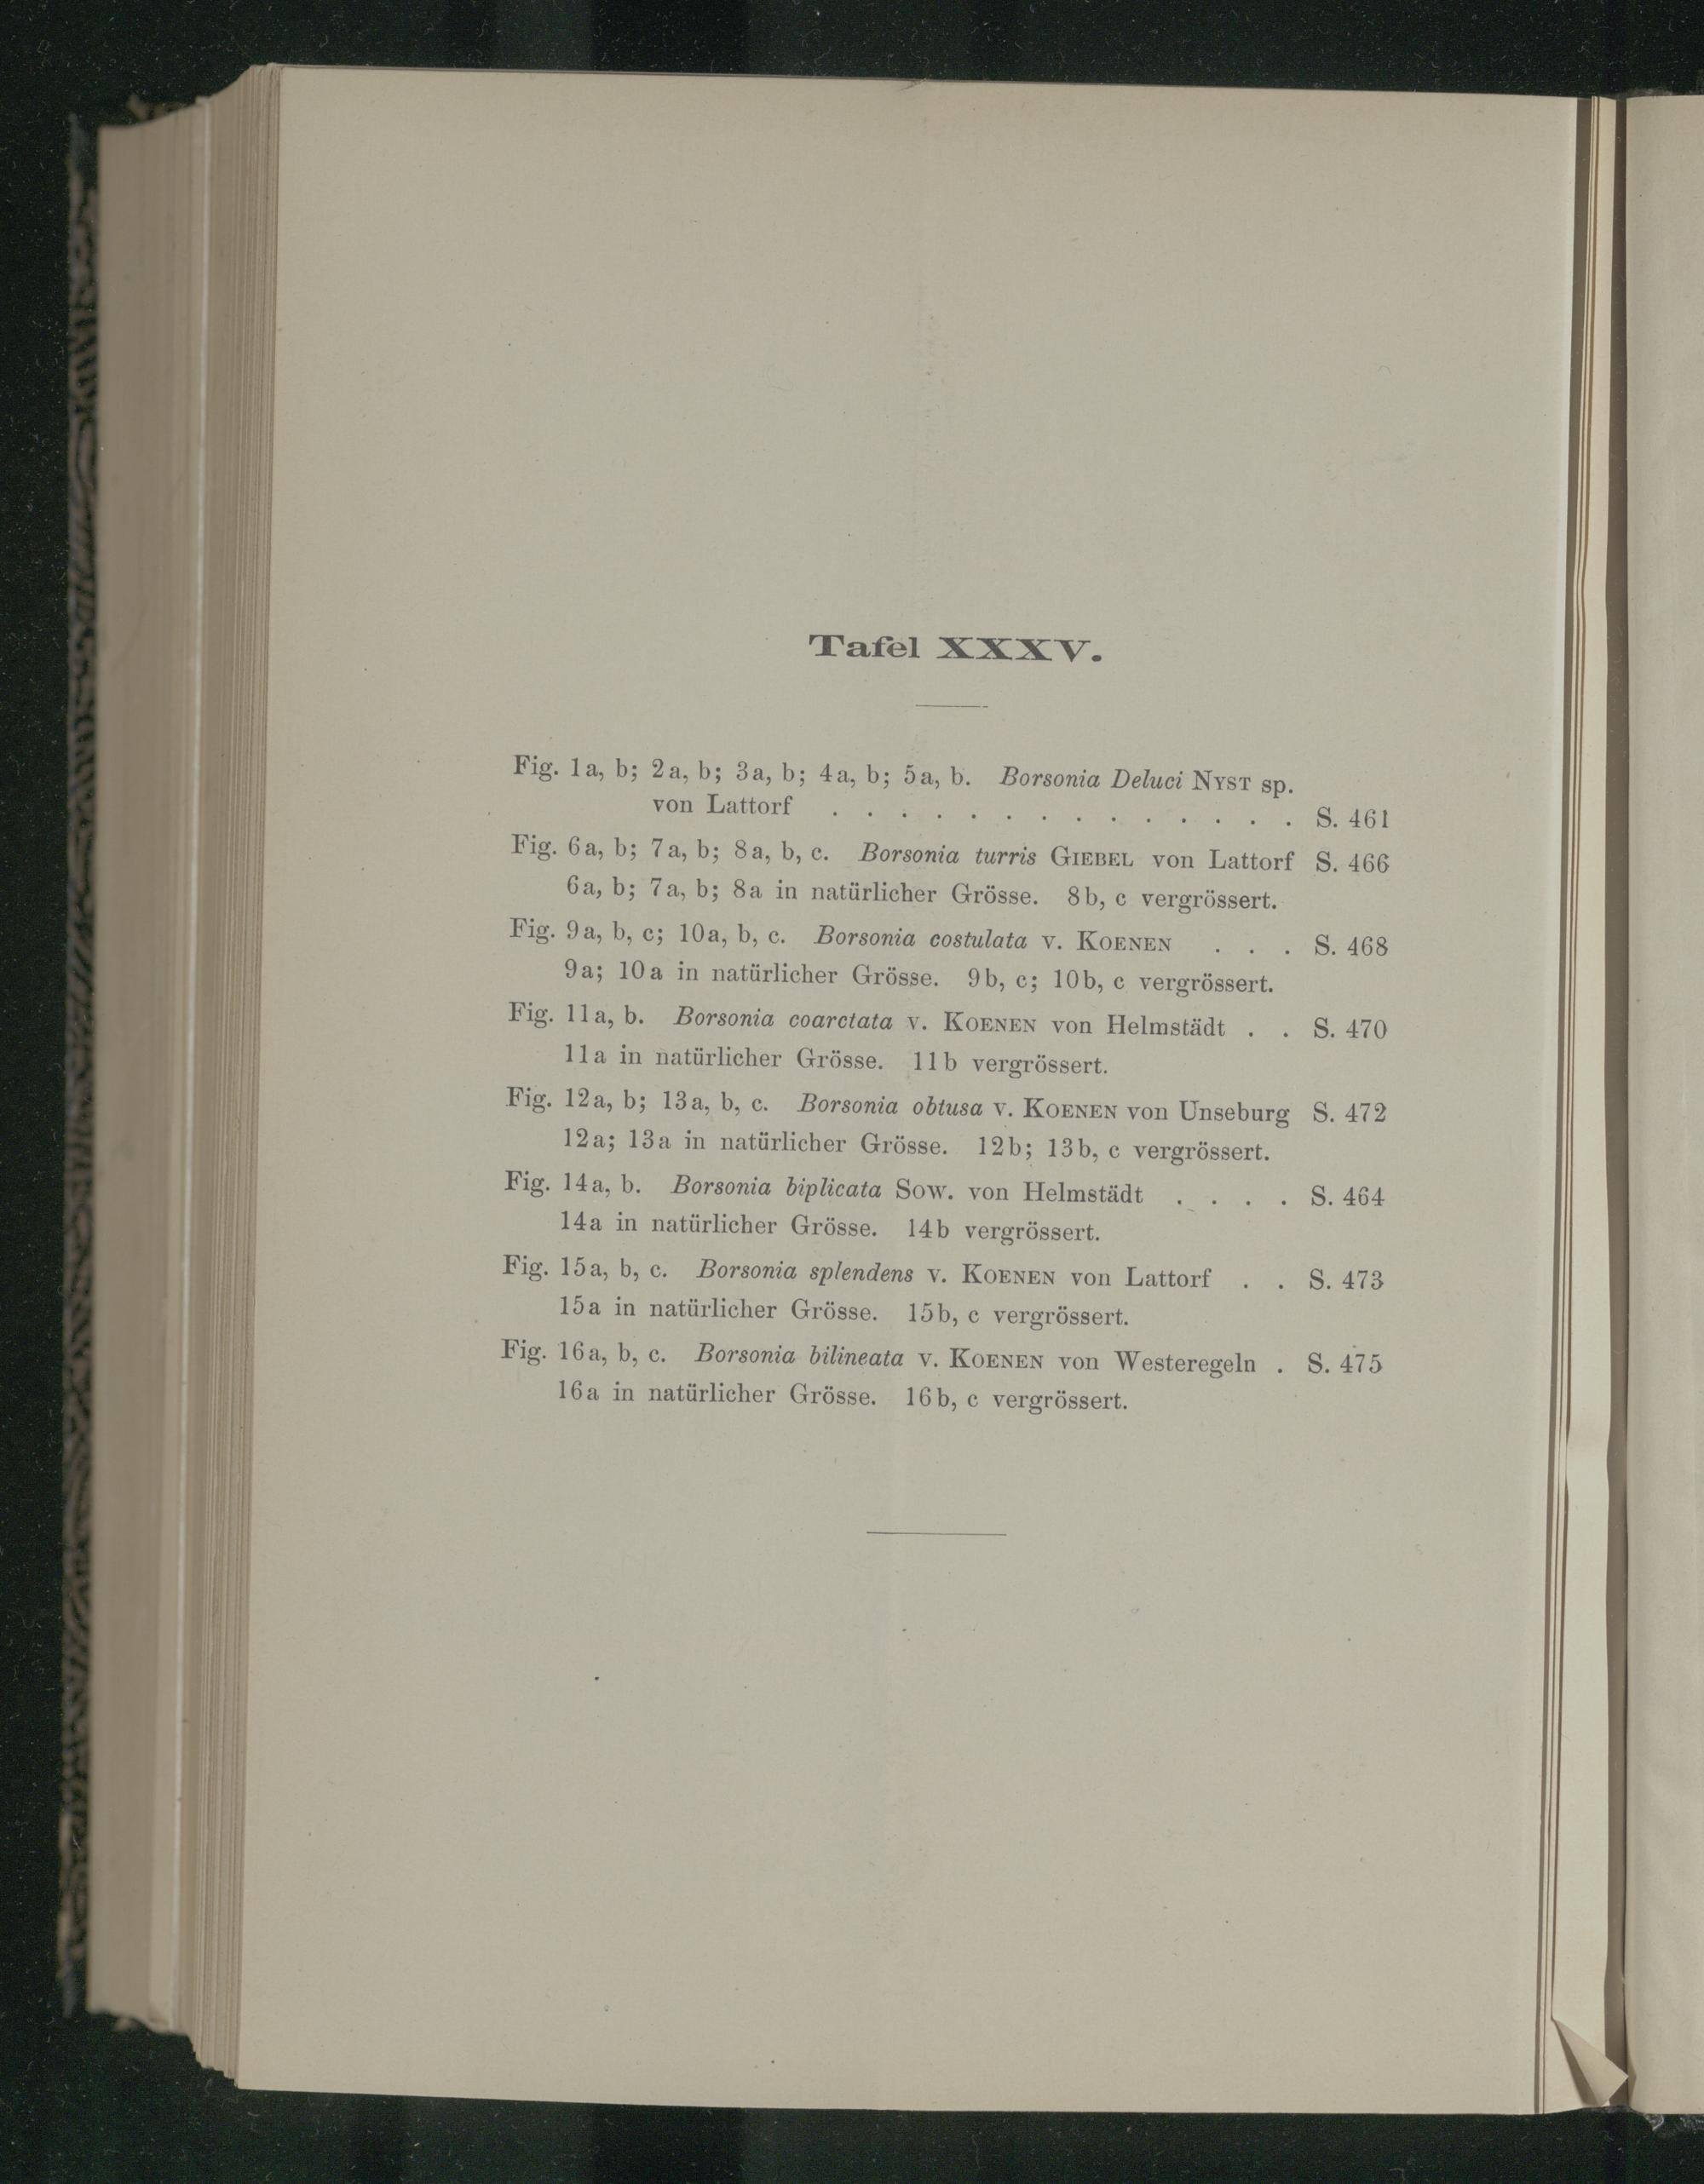 Tafel XXXV.
Fig. 1a, b; 2a, b; 3a, b; 4a, b; 5a, b. Borsonia Deluci NYST sp.
von Lattorf . . . . . . . . . . . . . . S. 461
Fig. 6a, b; 7a, b; 8a, b, c. Borsonia turris GIEBEL von Lattorf S. 466
6a, b; 7a, b; 8a in natürlicher Grösse. 8b, c vergrössert.
Fig. 9a, b, c; 10a, b, c. Borsonia costulata v. KOENEN . . . S. 468
9a; 10a in natürlicher Grösse. 9b, c; 10b, c vergrössert.
Fig. 11a, b. Borsonia coarctata v. KOENEN von Helmstädt . . S. 470
11a in natürlicher Grösse. 11b vergrössert.
Fig. 12a, b; 13a, b, c. Borsonia obtusa v. KOENEN von Unseburg S. 472
12a; 13a in natürlicher Grösse. 12b; 13b, c vergrössert.
Fig. 14a, b. Borsonia biplicata SOW. von Helmstädt . . . . S. 464
14a in natürlicher Grösse. 14b vergrössert.
Fig. 15a, b, c. Borsonia splendens v. KOENEN von Lattorf . . S. 473
15a in natürlicher Grösse. 15b, c vergrössert.
Fig. 16a, b, c. Borsonia bilineata v. KOENEN von Westeregeln . S. 475
16a in natürlicher Grösse. 16b, c vergrössert.